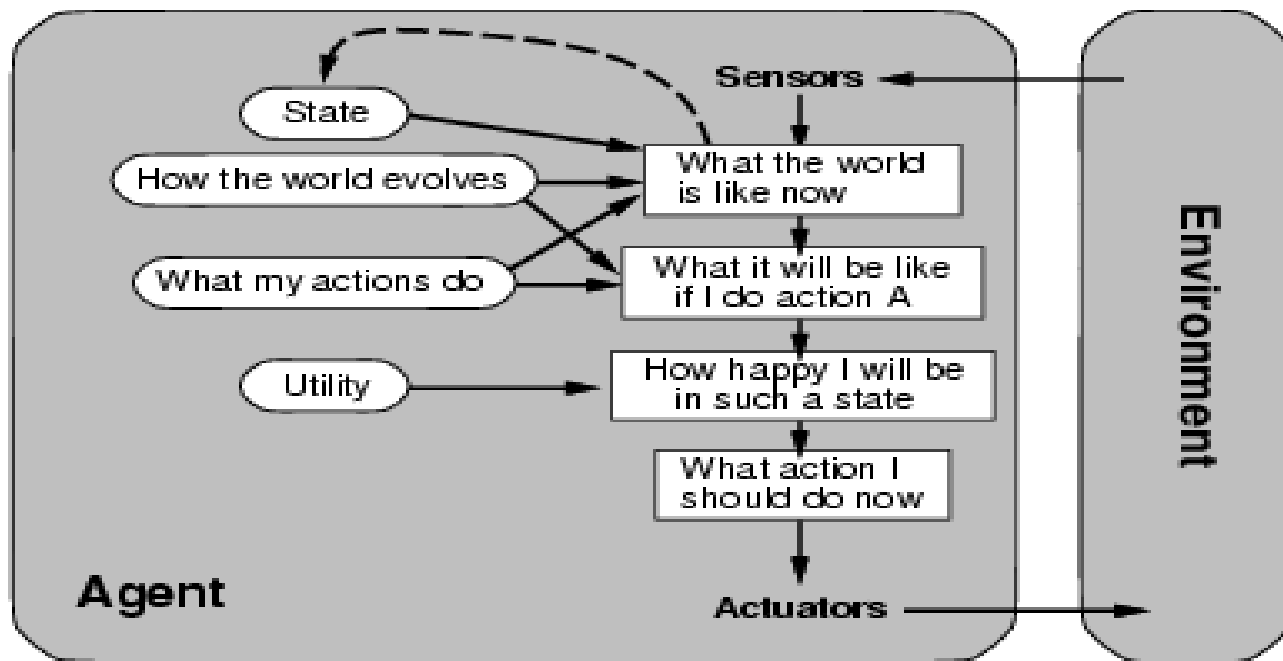 Sensors
State
What the world
is like now
How the world evolves
What my actions do
What it will be like
if I do action A
Utility
How happy I will be
in such a state
What action I
should do now
Agent
Actuators
Environment